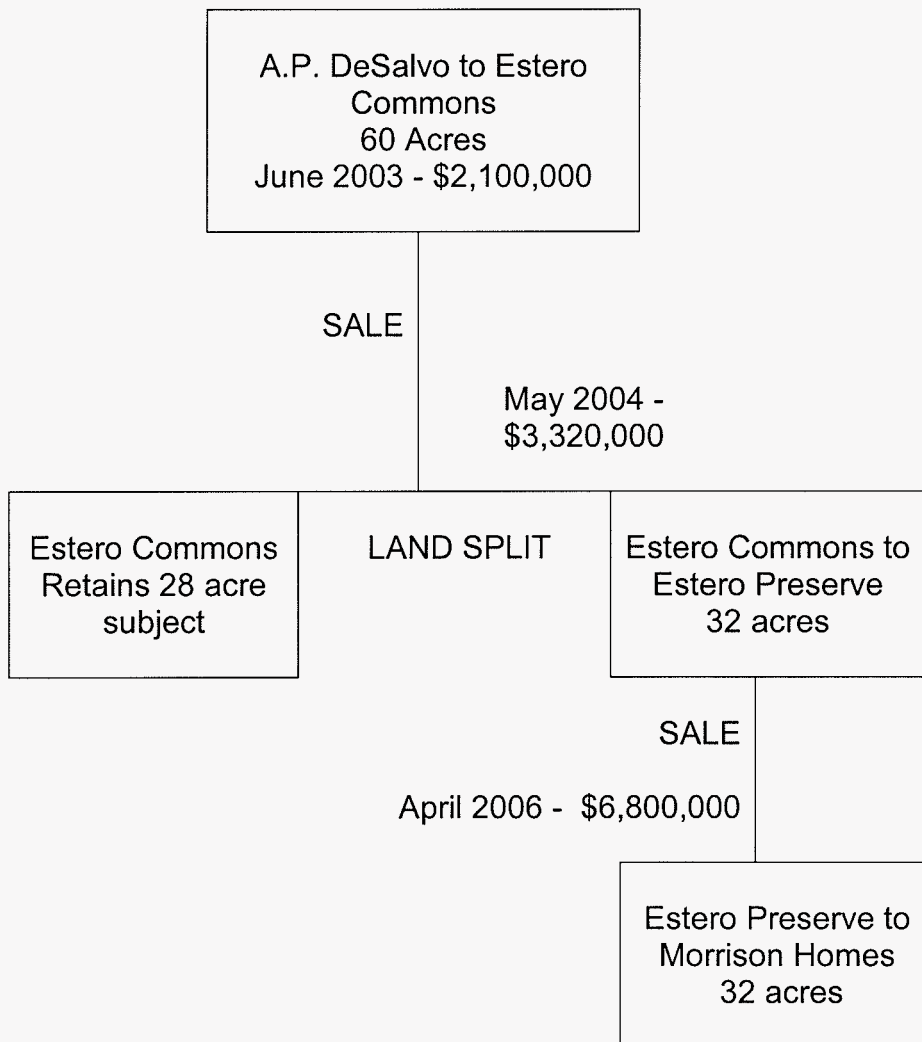 A.P. DeSalvo to Estero
Commons
60 Acres
June 2003 - $2,100,000
SALE
May 2004 -
$3,320,000
Estero Commons
Retains 28 acre
subject
LAND SPLIT
Estero Commons to
Estero Preserve
32 acres
SALE
April 2006 - $6,800,000
Estero Preserve to
Morrison Homes
32 acres